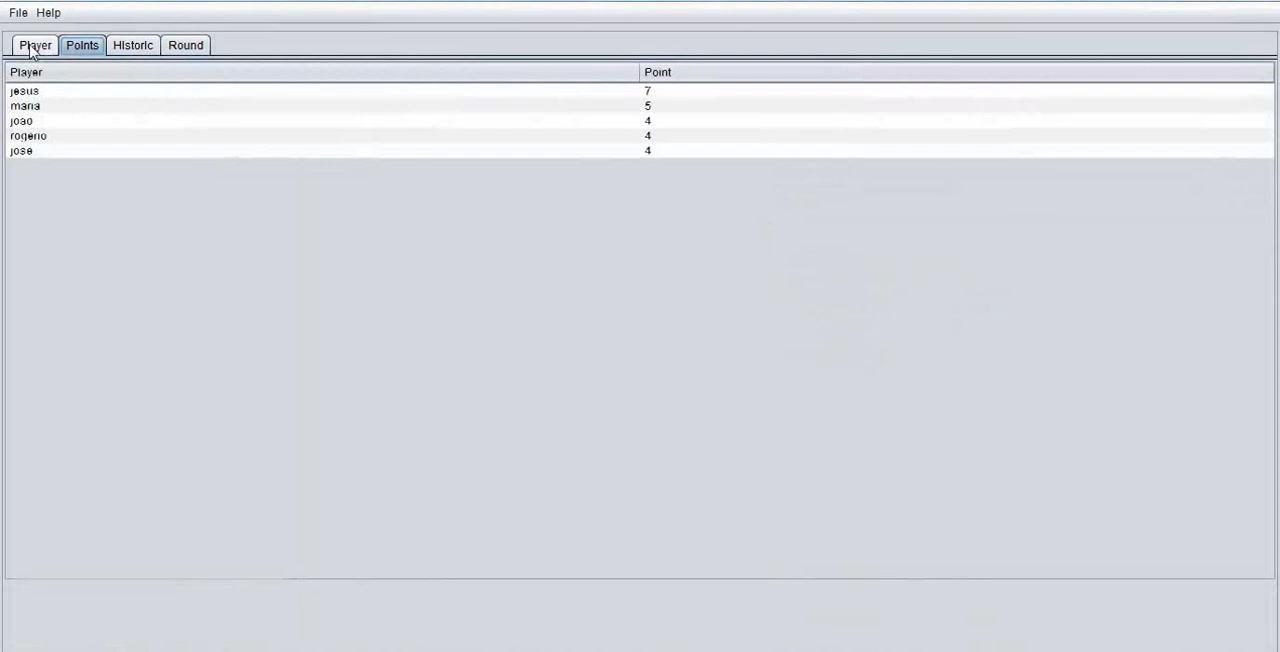 File Help
Player Points Historic Round
Player Point
jesus 7
maria 5
joao 4
rogerio 4
jose 4